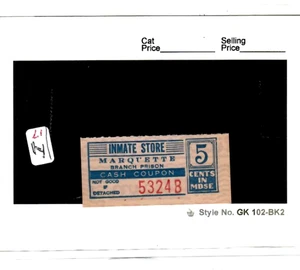 Cat Selling
Price Price
INMATE STORE
MARQUETTE
BRANCH PRISON
CASH COUPON
NOT GOOD
IF
DETACHED
53248
5
CENTS
IN
MDSE
Style No. GK 102-BK2